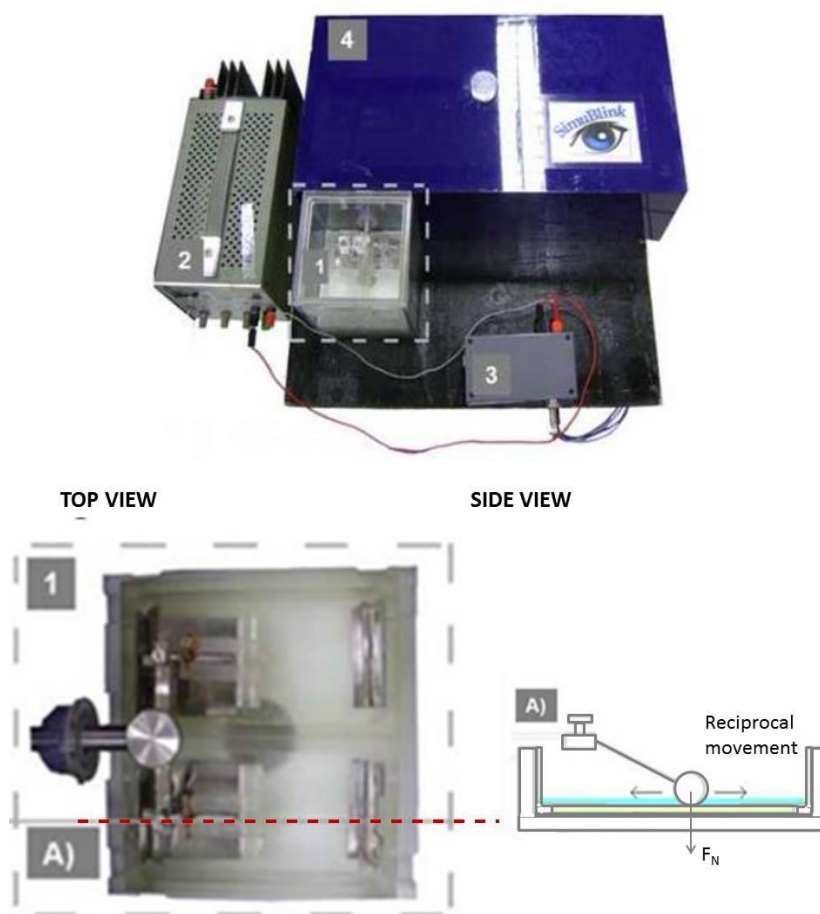 4
SimuBlink
2
1
3
TOP VIEW
SIDE VIEW
1
A)
A)
Reciprocal
movement
F_N